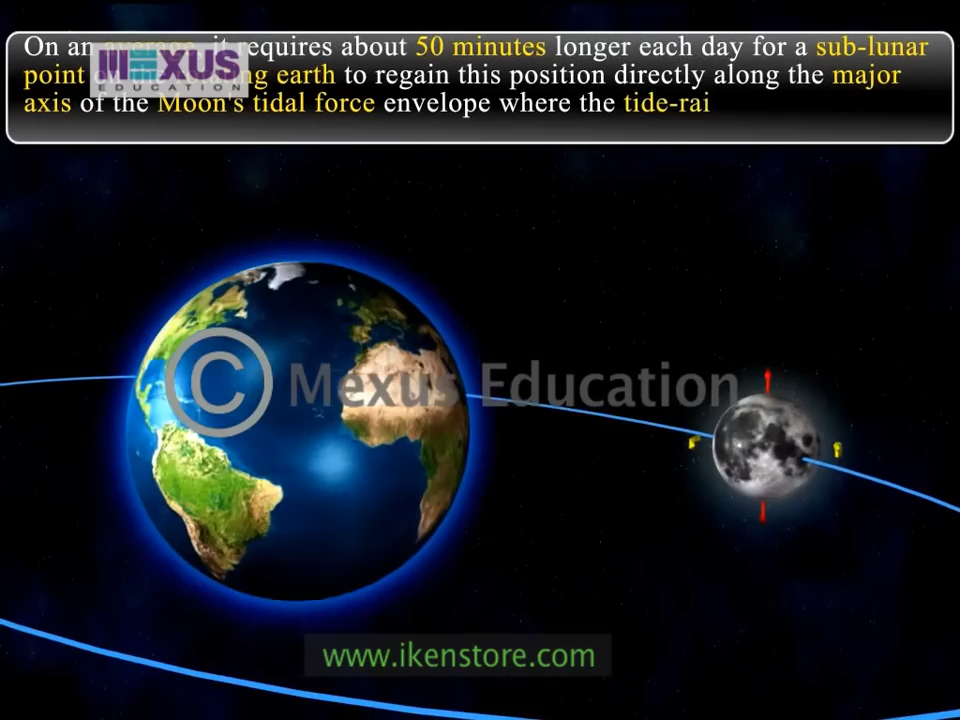 On an average, it requires about 50 minutes longer each day for a sub-lunar
point rotating earth to regain this position directly along the major
axis of the Moon's tidal force envelope where the tide-rai
MEXUS
EDUCATION
© Mexus Education
www.ikenstore.com